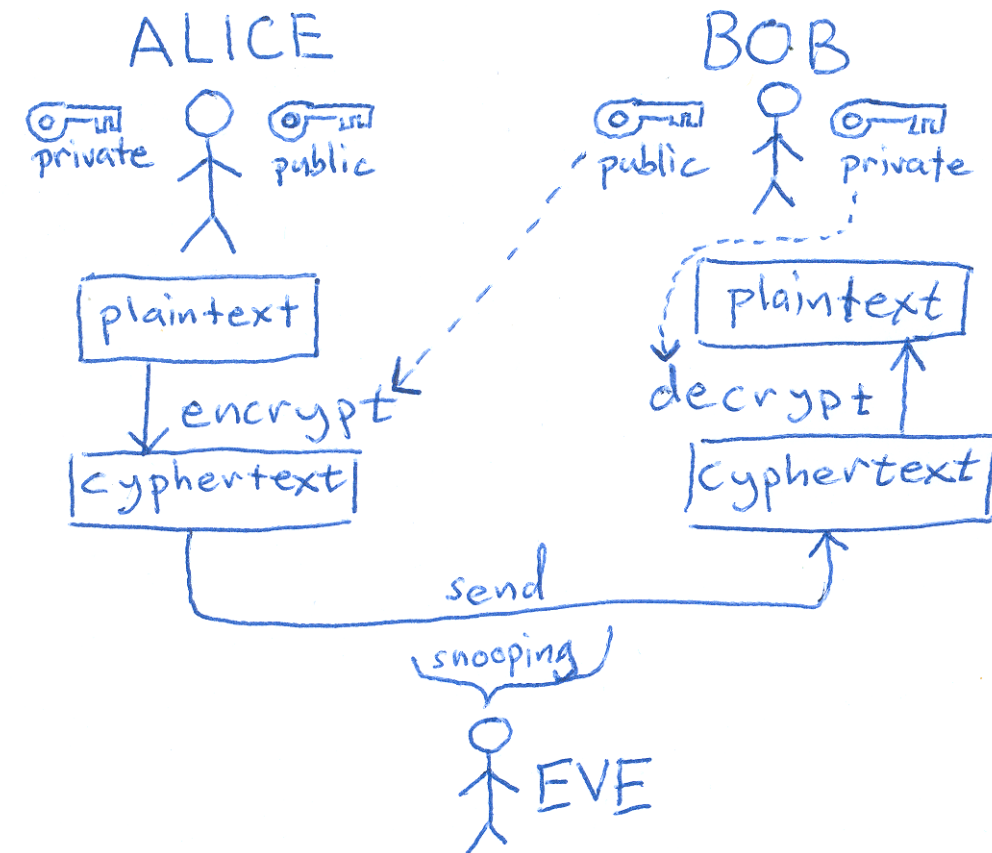 ALICE
BOB
private
public
public
private
plaintext
plaintext
encrypt
decrypt
cyphertext
cyphertext
send
snooping
EVE